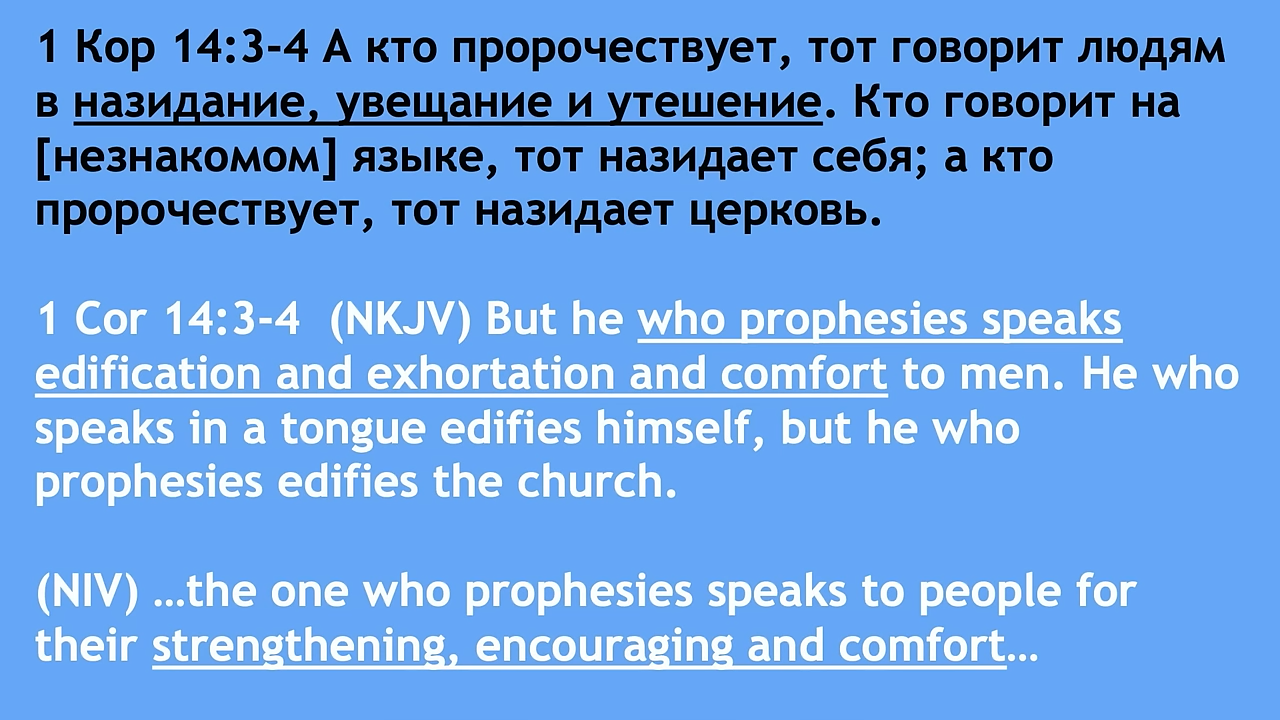 1 Кор 14:3-4 А кто пророчествует, тот говорит людям
в назидание, увещание и утешение. Кто говорит на
[незнакомом] языке, тот назидает себя; а кто
пророчествует, тот назидает церковь.
1 Cor 14:3-4  (NKJV) But he who prophesies speaks
edification and exhortation and comfort to men. He who
speaks in a tongue edifies himself, but he who
prophesies edifies the church.
(NIV) …the one who prophesies speaks to people for
their strengthening, encouraging and comfort…